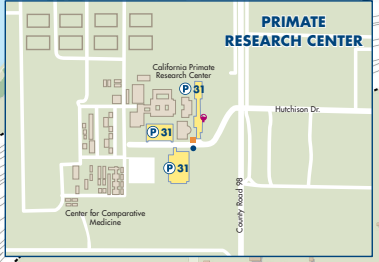 PRIMATE
RESEARCH CENTER
California Primate
Research Center
P 31
Hutchison Dr.
P 31
P 31
County Road 98
Center for Comparative
Medicine